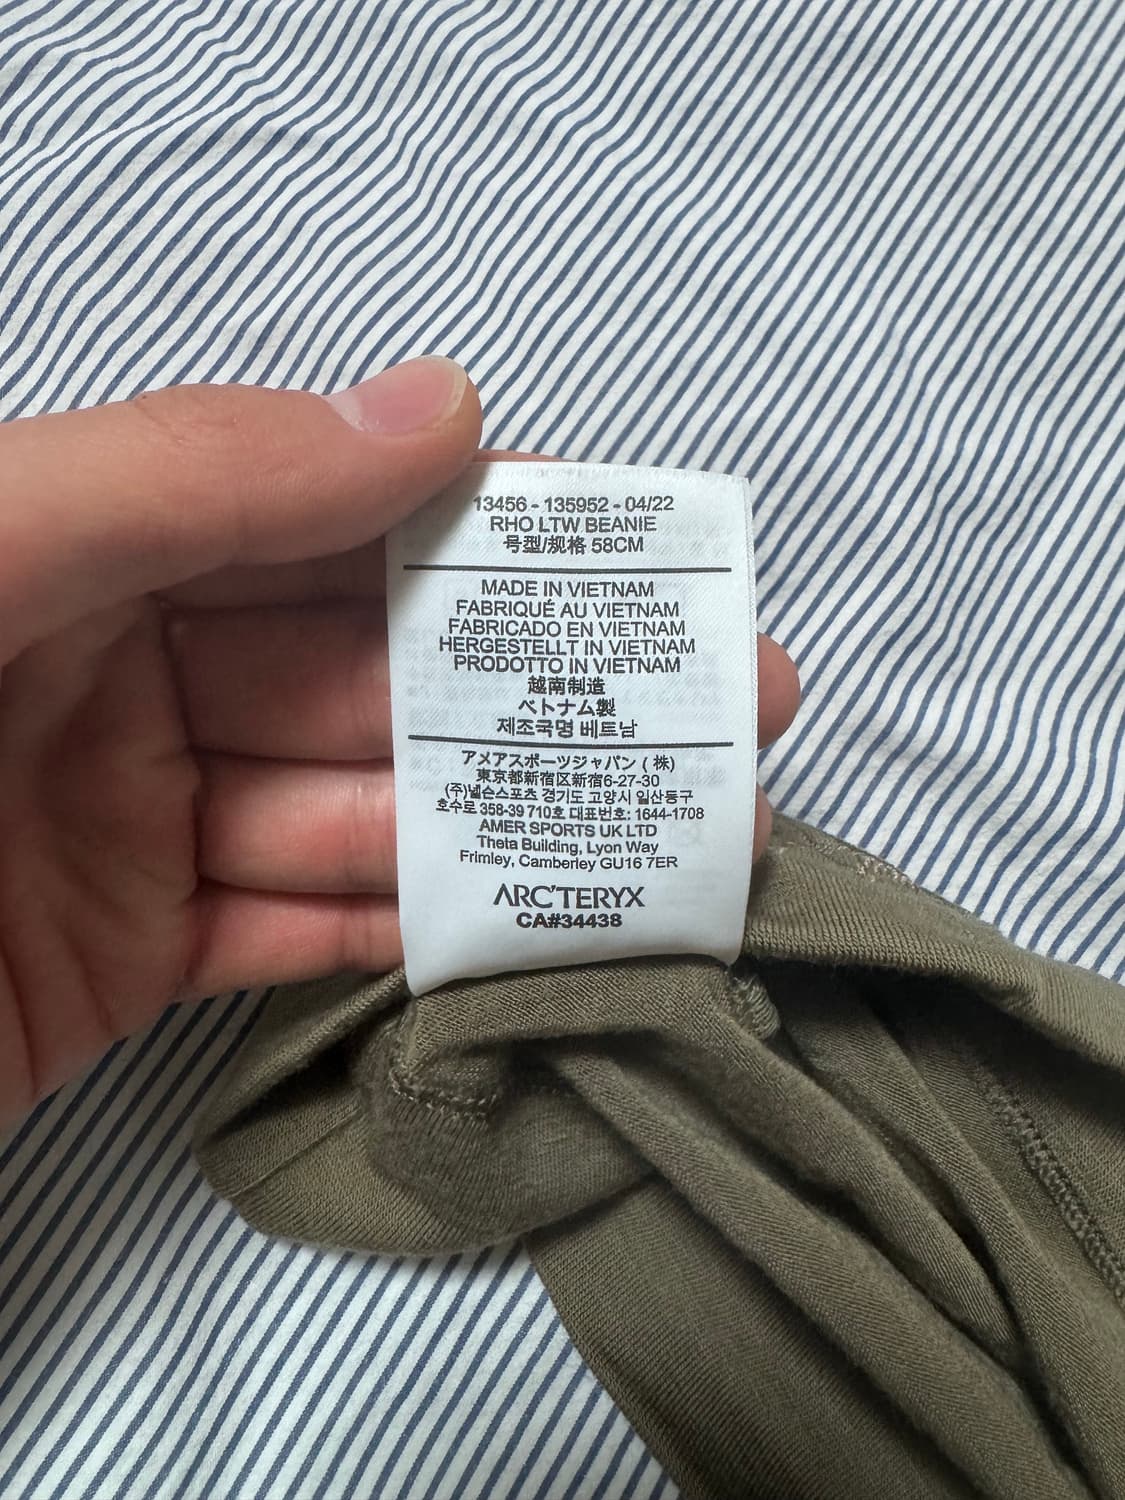 13456 - 135952 - 04/22
RHO LTW BEANIE
号型/规格 58CM
MADE IN VIETNAM
FABRIQUÉ AU VIETNAM
FABRICADO EN VIETNAM
HERGESTELLT IN VIETNAM
PRODOTTO IN VIETNAM
越南制造
ベトナム製
제조국명 베트남
アメアスポーツジャパン ( 株)
東京都新宿区新宿6-27-30
(주)넬슨스포츠 경기도 고양시 일산동구
호수로 358-39 710호 대표번호: 1644-1708
AMER SPORTS UK LTD
Theta Building, Lyon Way
Frimley, Camberley GU16 7ER
ARC'TERYX
CA#34438